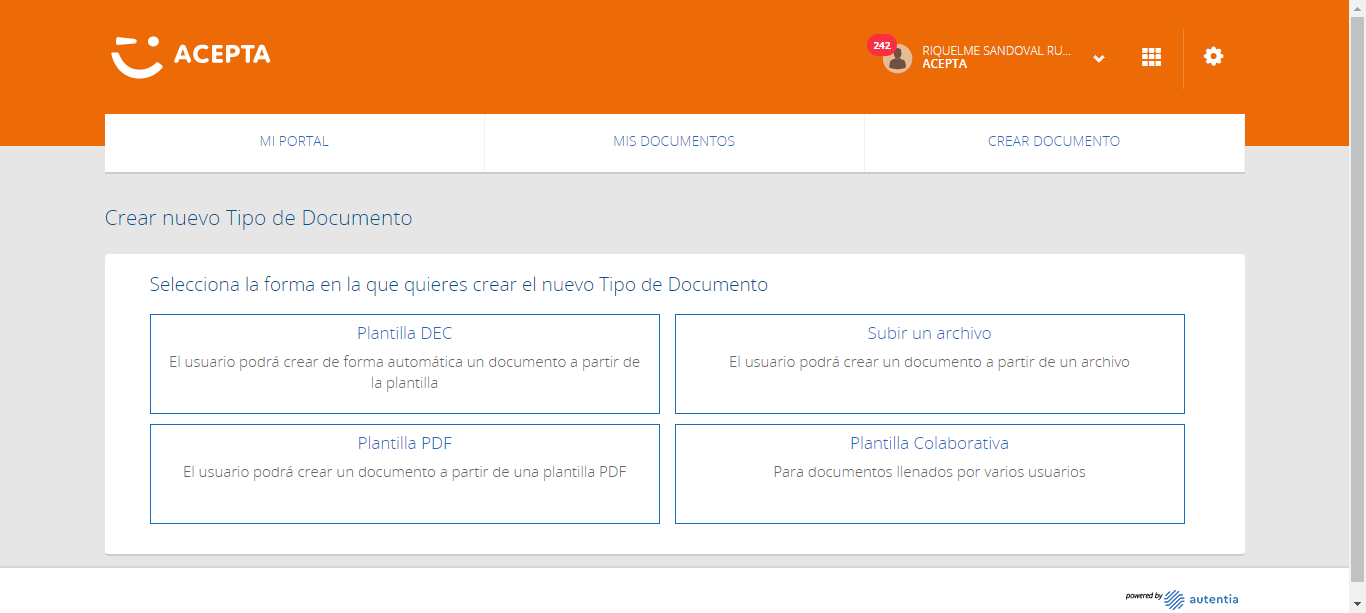 ACEPTA
242
RIQUELME SANDOVAL RU...
ACEPTA
MI PORTAL
MIS DOCUMENTOS
CREAR DOCUMENTO
Crear nuevo Tipo de Documento
Selecciona la forma en la que quieres crear el nuevo Tipo de Documento
Plantilla DEC
El usuario podrá crear de forma automática un documento a partir de
la plantilla
Subir un archivo
El usuario podrá crear un documento a partir de un archivo
Plantilla PDF
El usuario podrá crear un documento a partir de una plantilla PDF
Plantilla Colaborativa
Para documentos llenados por varios usuarios
powered by autentia